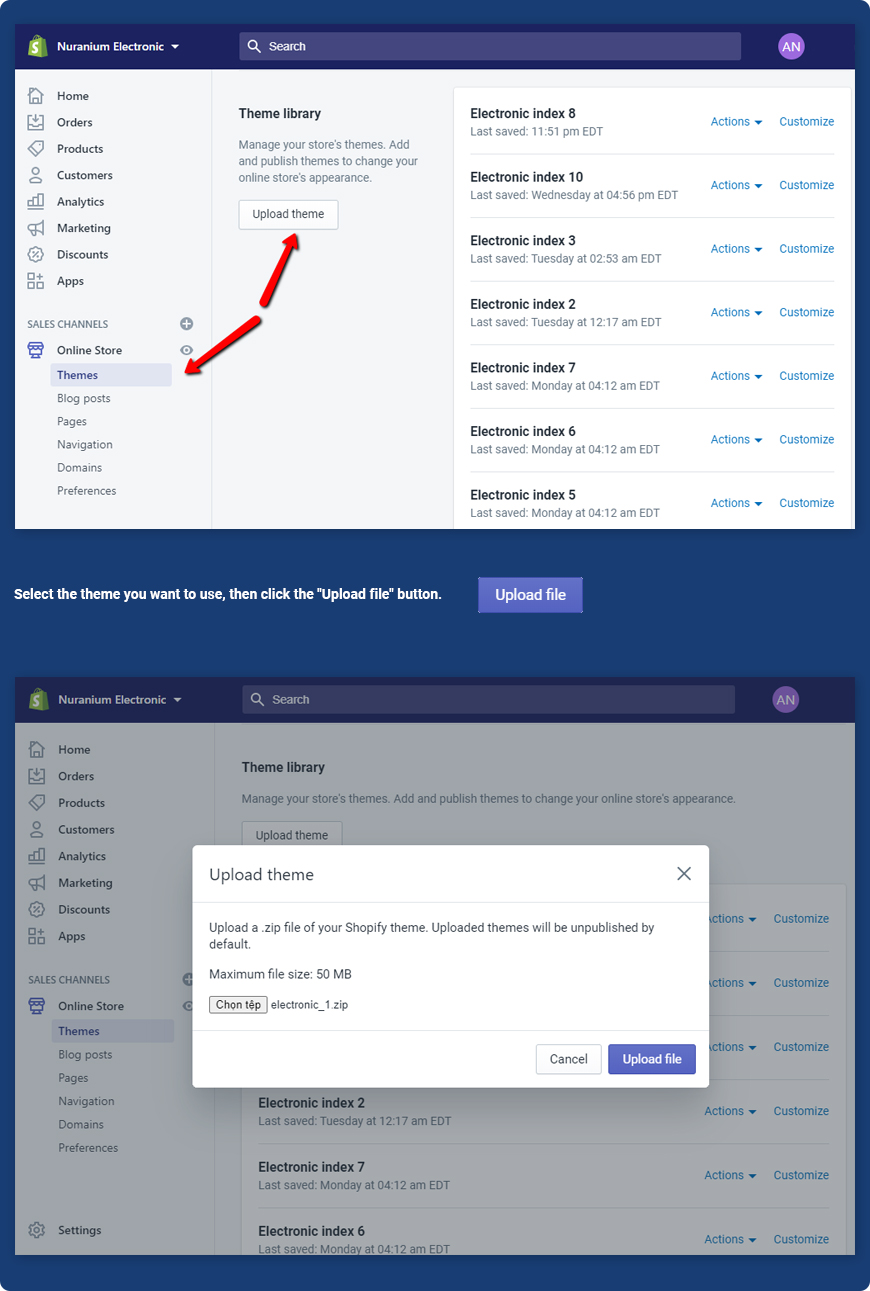 Nuranium Electronic
Search
AN
Home
Orders
Products
Customers
Analytics
Marketing
Discounts
Apps
SALES CHANNELS
Online Store
Themes
Blog posts
Pages
Navigation
Domains
Preferences
Theme library
Manage your store's themes. Add
and publish themes to change your
online store's appearance.
Upload theme
Electronic index 8
Last saved: 11:51 pm EDT
Actions
Customize
Electronic index 10
Last saved: Wednesday at 04:56 pm EDT
Actions
Customize
Electronic index 3
Last saved: Tuesday at 02:53 am EDT
Actions
Customize
Electronic index 2
Last saved: Tuesday at 12:17 am EDT
Actions
Customize
Electronic index 7
Last saved: Monday at 04:12 am EDT
Actions
Customize
Electronic index 6
Last saved: Monday at 04:12 am EDT
Actions
Customize
Electronic index 5
Last saved: Monday at 04:12 am EDT
Actions
Customize
Select the theme you want to use, then click the "Upload file" button.
Upload file
Nuranium Electronic
Search
AN
Home
Orders
Products
Customers
Analytics
Marketing
Discounts
Apps
SALES CHANNELS
Online Store
Themes
Blog posts
Pages
Navigation
Domains
Preferences
Settings
Theme library
Manage your store's themes. Add and publish themes to change your online store's appearance.
Upload theme
Upload theme
Upload a .zip file of your Shopify theme. Uploaded themes will be unpublished by
default.
Maximum file size: 50 MB
Chọn tệp electronic_1.zip
Cancel
Upload file
ctions
Customize
ctions
Customize
ctions
Customize
Electronic index 2
Last saved: Tuesday at 12:17 am EDT
Actions
Customize
Electronic index 7
Last saved: Monday at 04:12 am EDT
Actions
Customize
Electronic index 6
Last saved: Monday at 04:12 am EDT
Actions
Customize